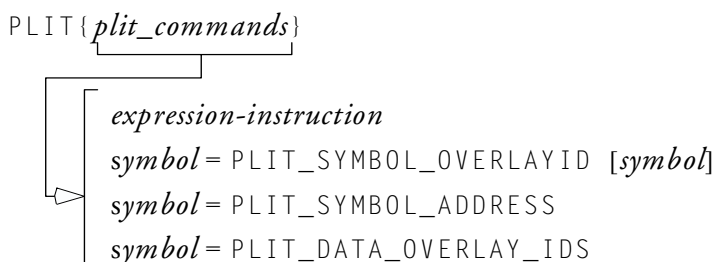 PLIT{plit_commands}
expression-instruction
symbol = PLIT_SYMBOL_OVERLAYID [symbol]
symbol = PLIT_SYMBOL_ADDRESS
symbol = PLIT_DATA_OVERLAY_IDS